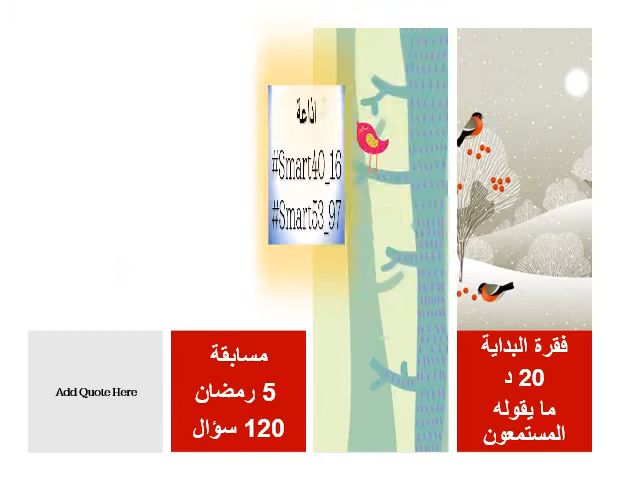 اذاعة
#Smart40_16
#Smart53_97
فقرة البداية
20 د
ما يقوله
المستمعون
مسابقة
5 رمضان
120 سؤال
Add Quote Here